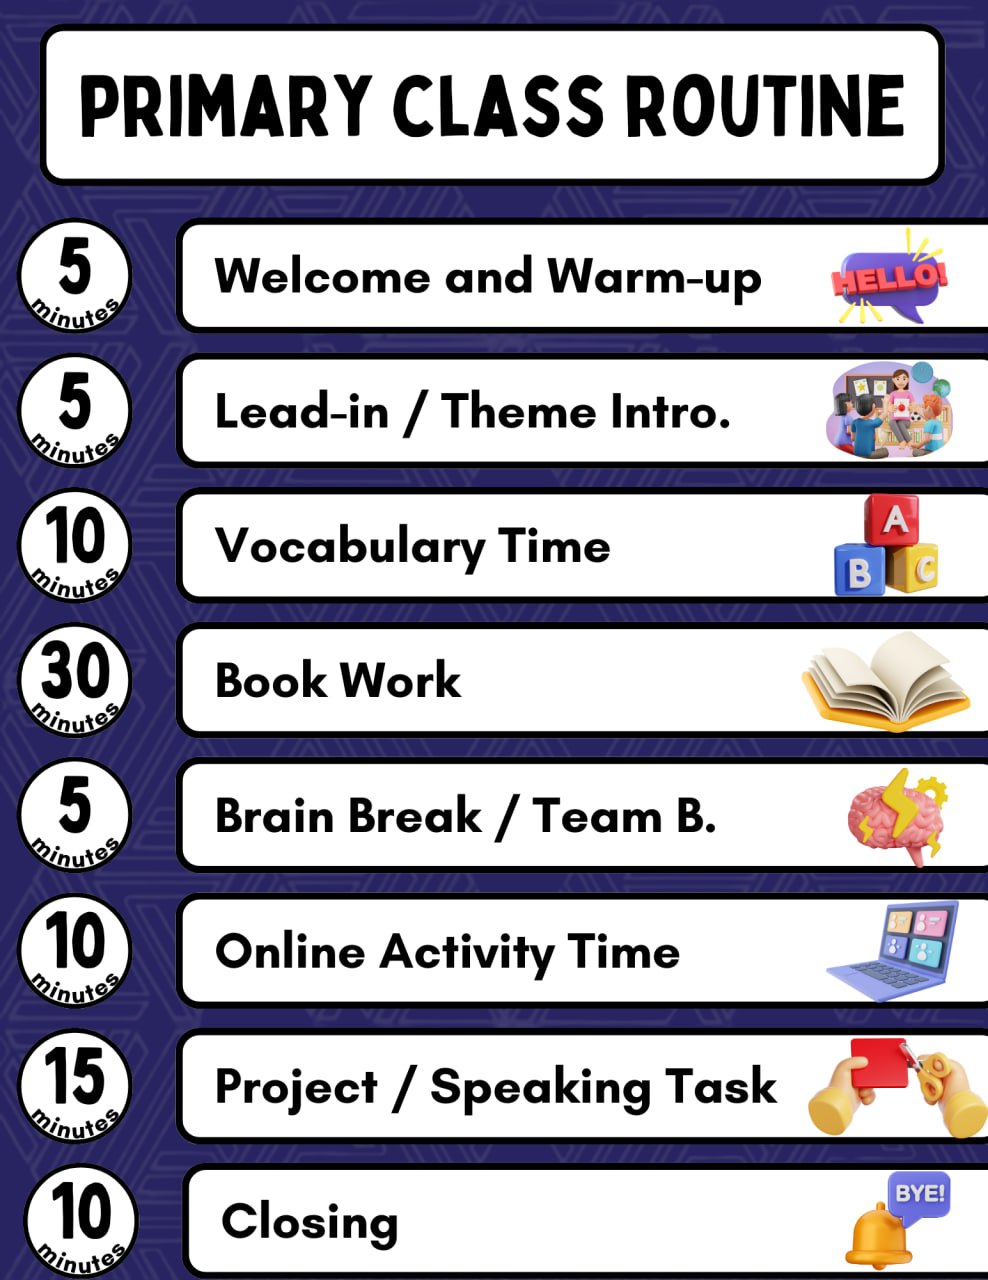 PRIMARY CLASS ROUTINE
5 minutes
Welcome and Warm-up
HELLO!
5 minutes
Lead-in / Theme Intro.
10 minutes
Vocabulary Time
A
B C
30 minutes
Book Work
5 minutes
Brain Break / Team B.
10 minutes
Online Activity Time
15 minutes
Project / Speaking Task
10 minutes
Closing
BYE!